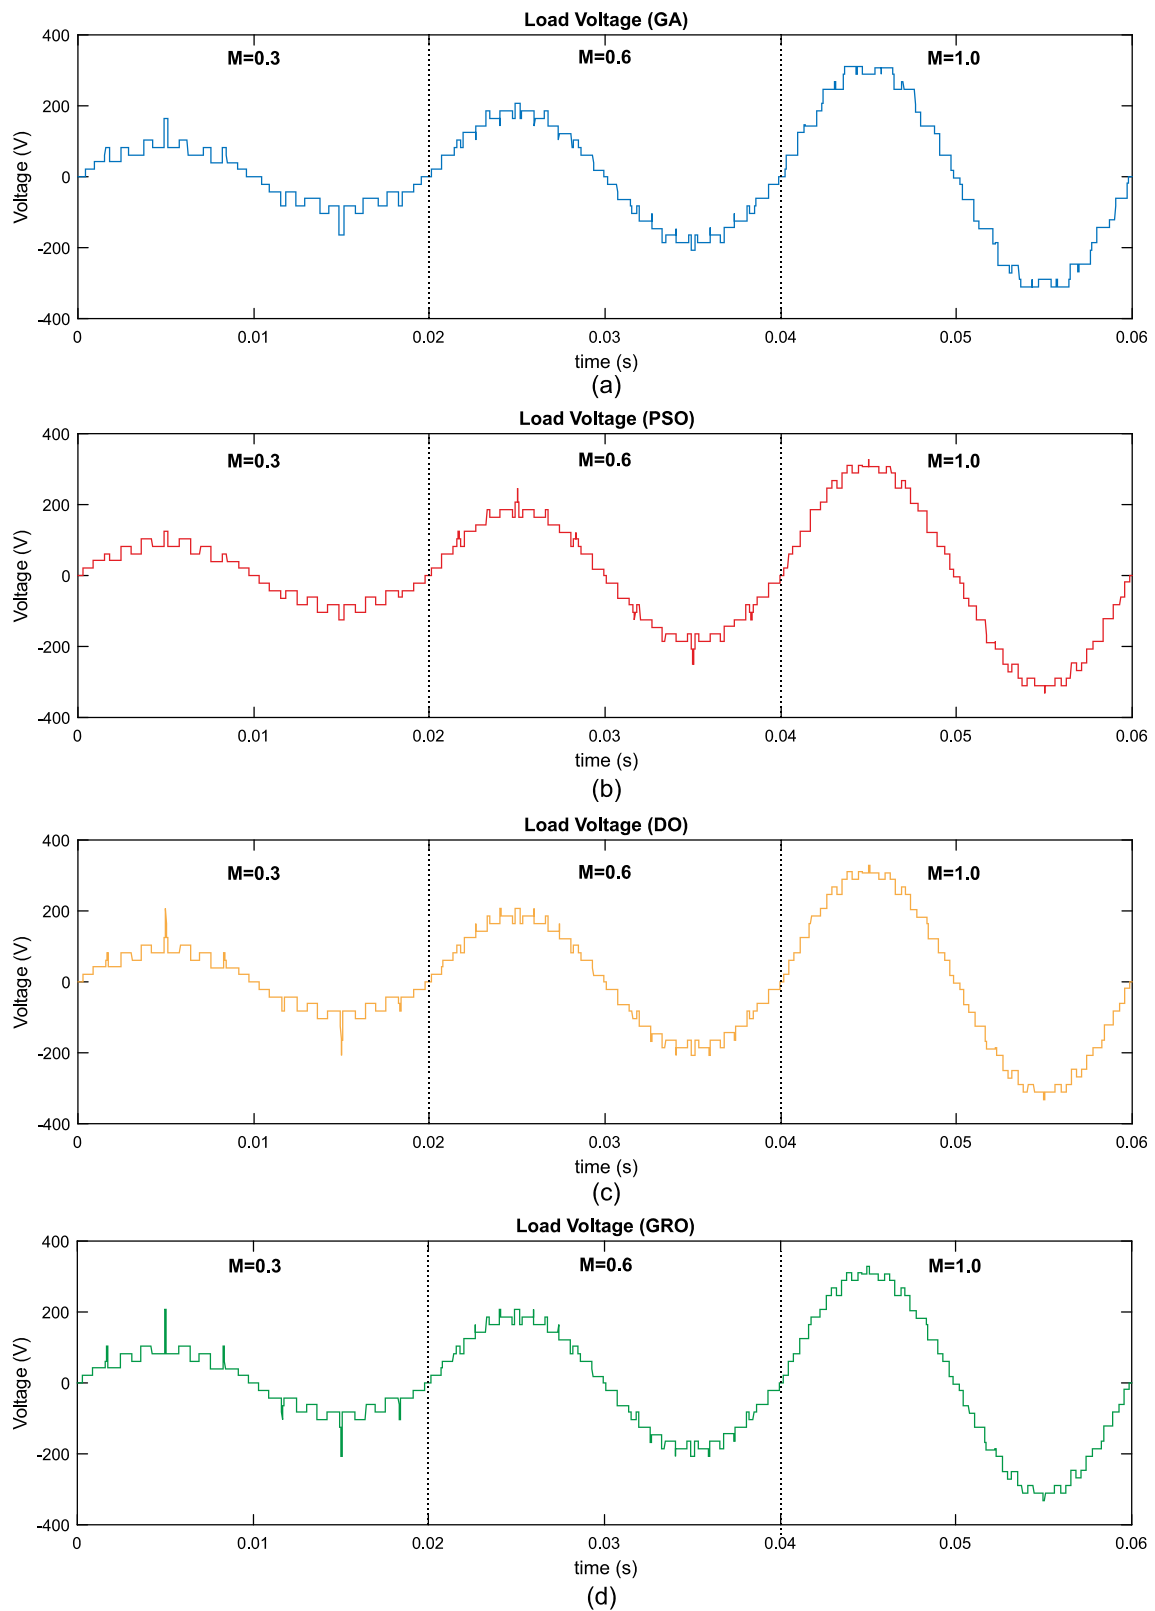 Load Voltage (GA)
400
M=0.3
M=0.6
M=1.0
200
0
-200
-400
Voltage (V)
0
0.01
0.02
0.03
0.04
0.05
0.06
time (s)
(a)
Load Voltage (PSO)
400
M=0.3
M=0.6
M=1.0
200
0
-200
-400
Voltage (V)
0
0.01
0.02
0.03
0.04
0.05
0.06
time (s)
(b)
Load Voltage (DO)
400
M=0.3
M=0.6
M=1.0
200
0
-200
-400
Voltage (V)
0
0.01
0.02
0.03
0.04
0.05
0.06
time (s)
(c)
Load Voltage (GRO)
400
M=0.3
M=0.6
M=1.0
200
0
-200
-400
Voltage (V)
0
0.01
0.02
0.03
0.04
0.05
0.06
time (s)
(d)